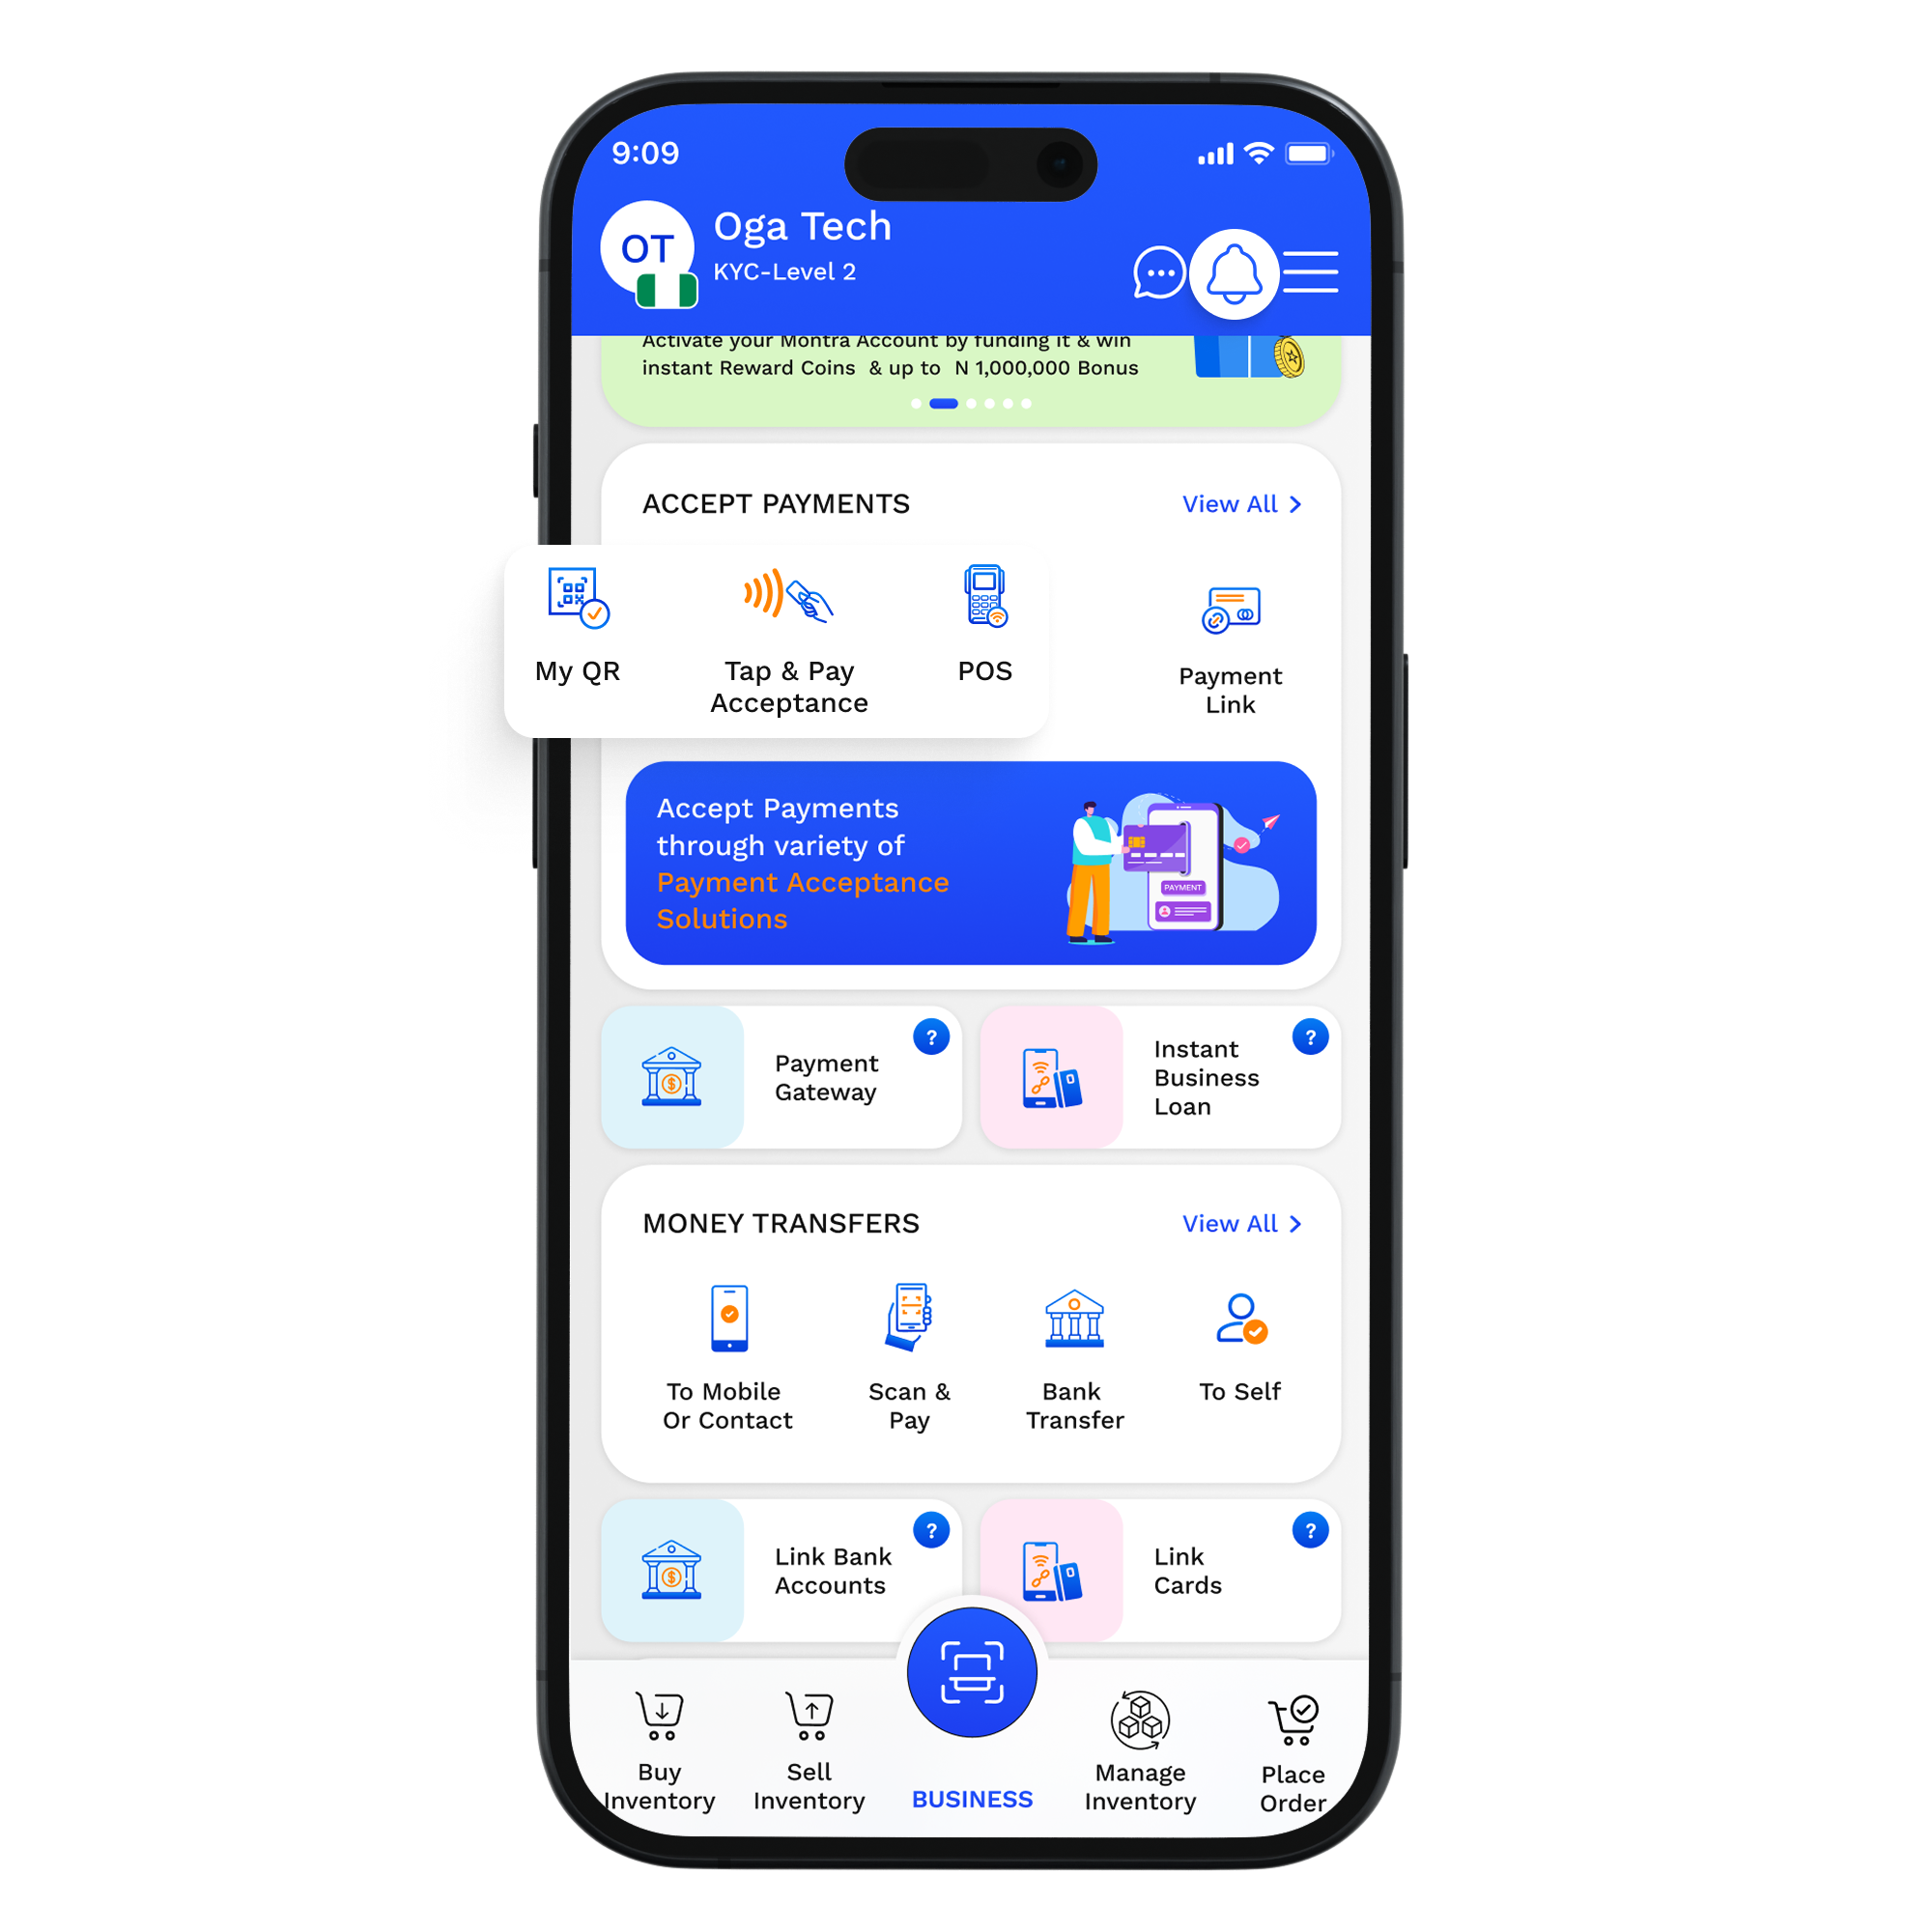 9:09
OT
Oga Tech
KYC-Level 2
Activate your Montra Account by funding it & win
instant Reward Coins & up to N 1,000,000 Bonus
ACCEPT PAYMENTS
View All
My QR
Tap & Pay
Acceptance
POS
Payment
Link
Accept Payments
through variety of
Payment Acceptance
Solutions
PAYMENT
Payment
Gateway
?
Instant
Business
Loan
?
MONEY TRANSFERS
View All
To Mobile
Or Contact
Scan &
Pay
Bank
Transfer
To Self
Link Bank
Accounts
?
Link
Cards
?
Buy
Inventory
Sell
Inventory
BUSINESS
Manage
Inventory
Place
Order